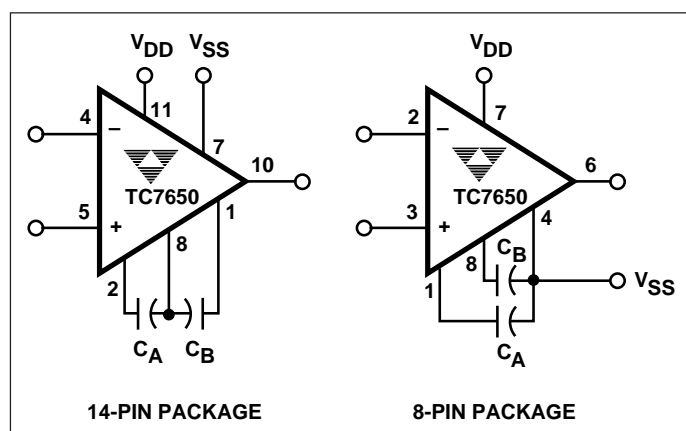 VDD VSS
4 − 11
7
TC7650 10
5 + 1
8
2
CA CB
14-PIN PACKAGE
VDD
2 − 7
TC7650 6
3 + 4
8 CB
1 VSS
CA
8-PIN PACKAGE